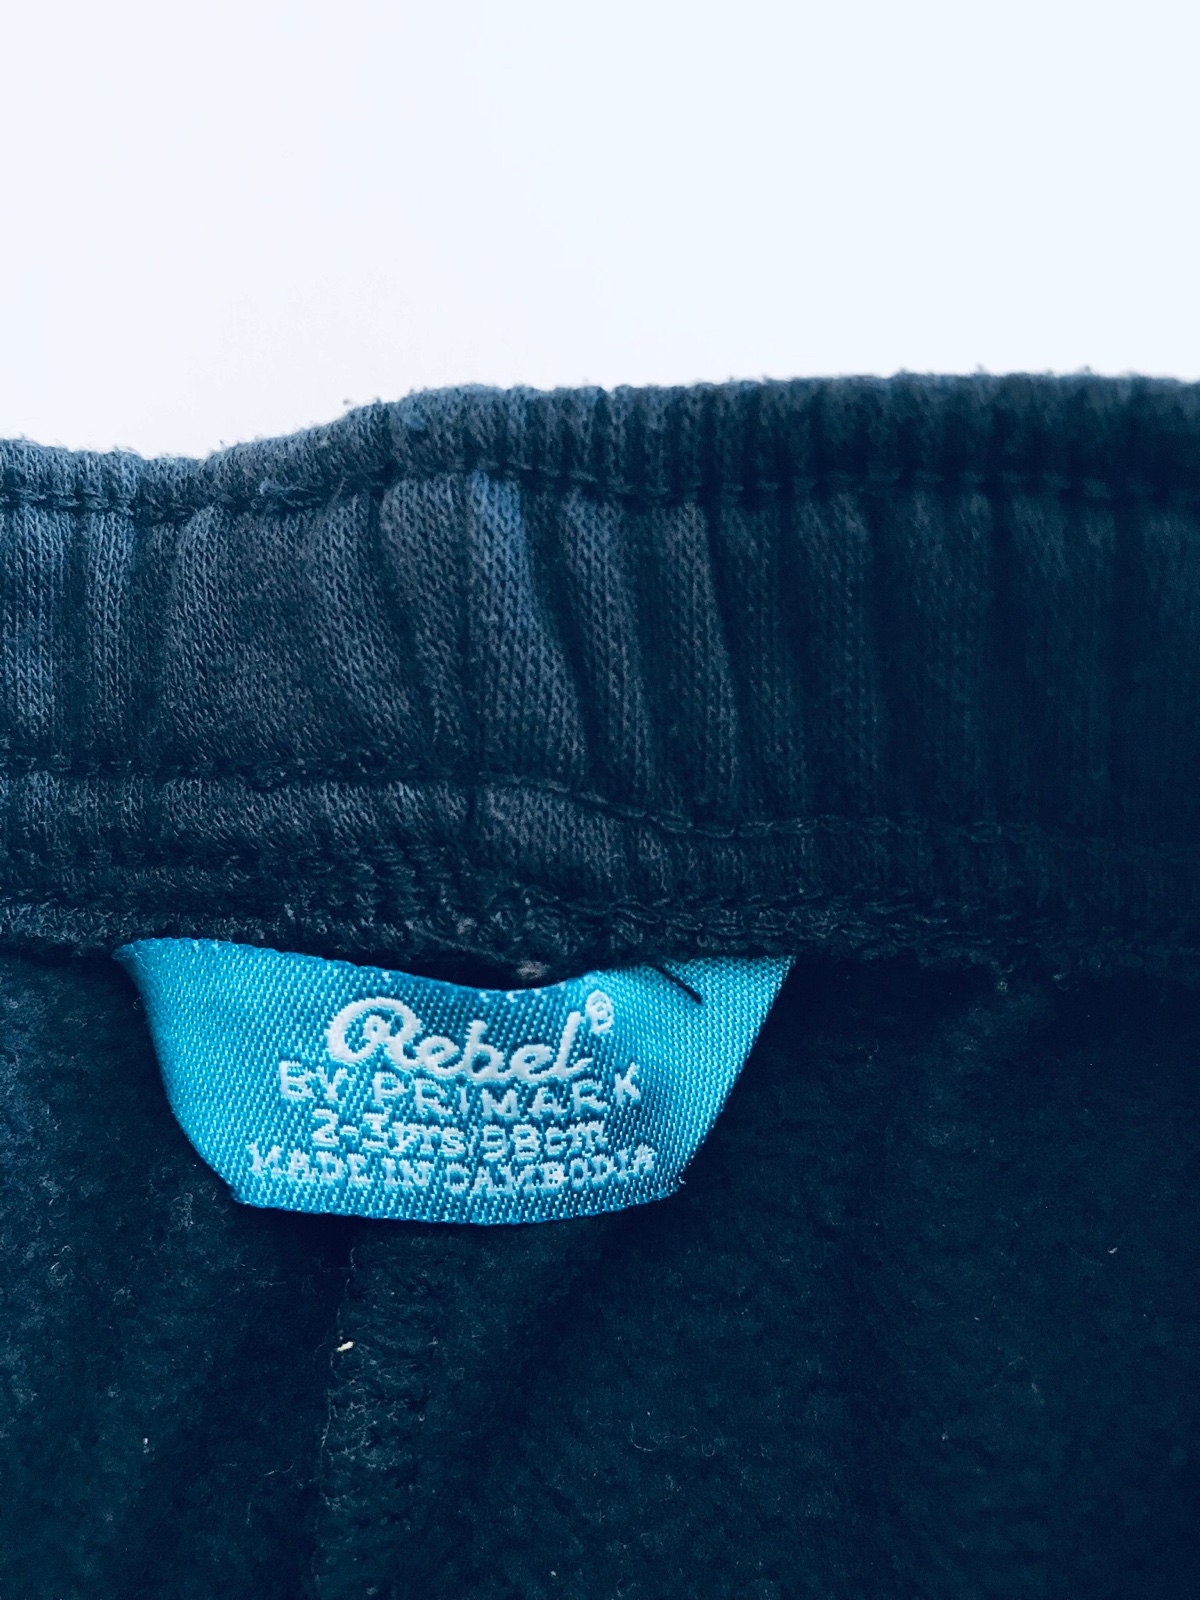 Rebel®
BY PRIMARK
2-3yrs/98cm
MADE IN CAMBODIA